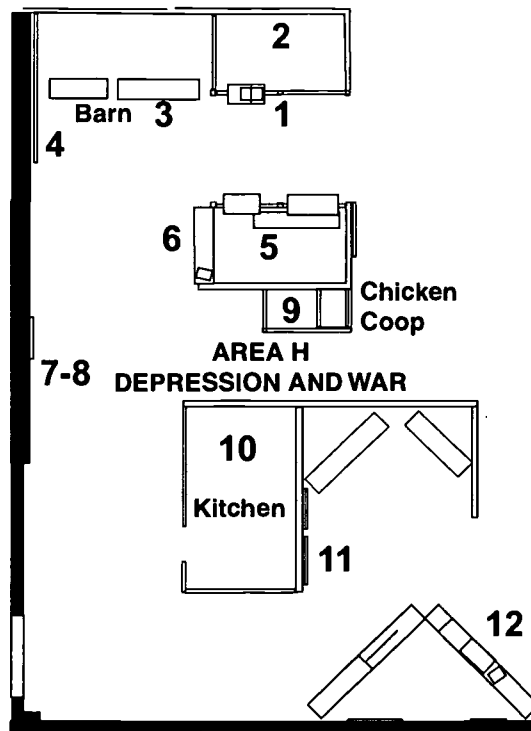 2
1
Barn 3
4
6
5
9
Chicken
Coop
7-8
AREA H
DEPRESSION AND WAR
10
Kitchen
11
12